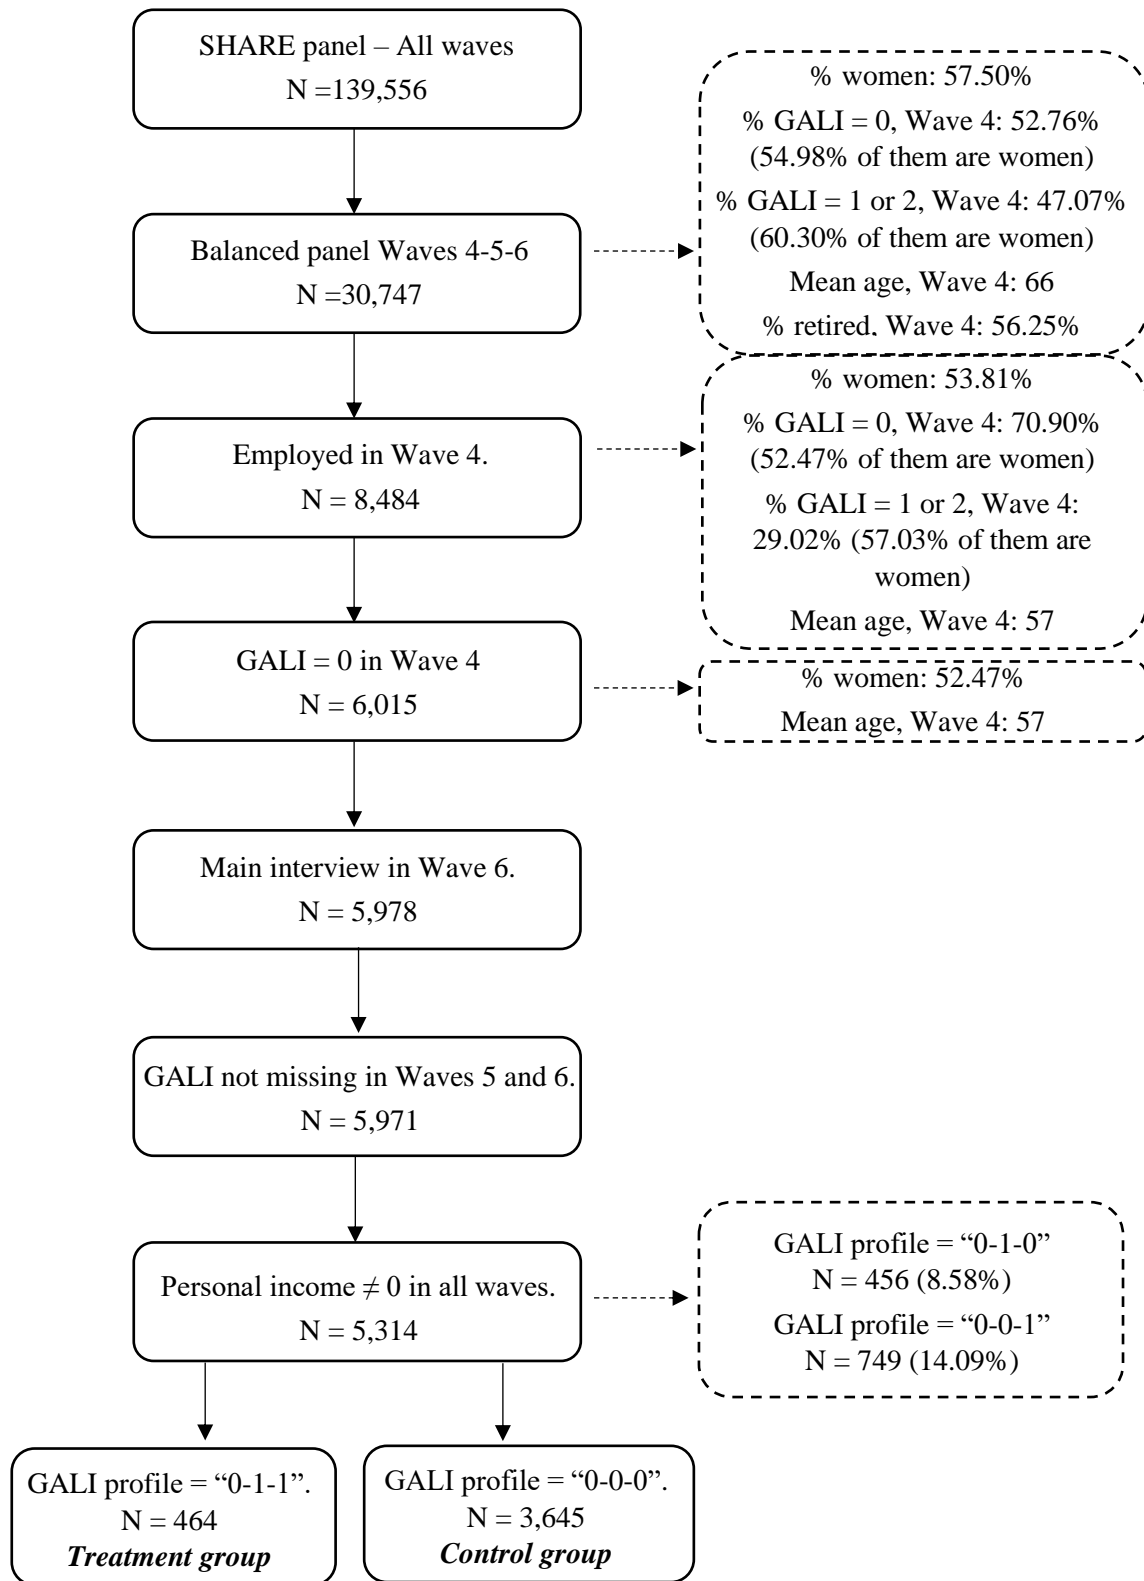 SHARE panel – All waves
N =139,556
% women: 57.50%
% GALI = 0, Wave 4: 52.76%
(54.98% of them are women)
% GALI = 1 or 2, Wave 4: 47.07%
(60.30% of them are women)
Mean age, Wave 4: 66
% retired, Wave 4: 56.25%
Balanced panel Waves 4-5-6
N =30,747
% women: 53.81%
% GALI = 0, Wave 4: 70.90%
(52.47% of them are women)
% GALI = 1 or 2, Wave 4:
29.02% (57.03% of them are
women)
Mean age, Wave 4: 57
Employed in Wave 4.
N = 8,484
GALI = 0 in Wave 4
N = 6,015
% women: 52.47%
Mean age, Wave 4: 57
Main interview in Wave 6.
N = 5,978
GALI not missing in Waves 5 and 6.
N = 5,971
Personal income ≠ 0 in all waves.
N = 5,314
GALI profile = “0-1-0”
N = 456 (8.58%)
GALI profile = “0-0-1”
N = 749 (14.09%)
GALI profile = “0-1-1”.
N = 464
Treatment group
GALI profile = “0-0-0”.
N = 3,645
Control group